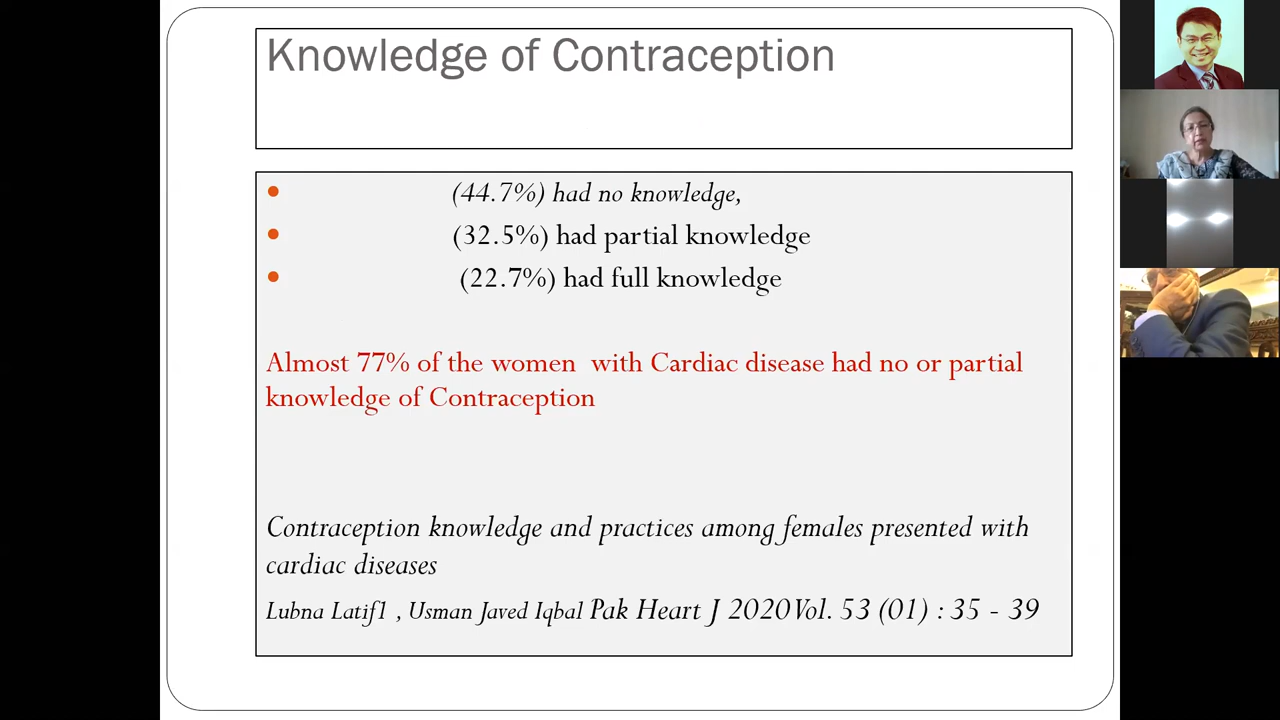 Knowledge of Contraception
• (44.7%) had no knowledge,
• (32.5%) had partial knowledge
• (22.7%) had full knowledge
Almost 77% of the women with Cardiac disease had no or partial
knowledge of Contraception
Contraception knowledge and practices among females presented with
cardiac diseases
Lubna Latif1 , Usman Javed Iqbal Pak Heart J 2020 Vol. 53 (01) : 35 - 39